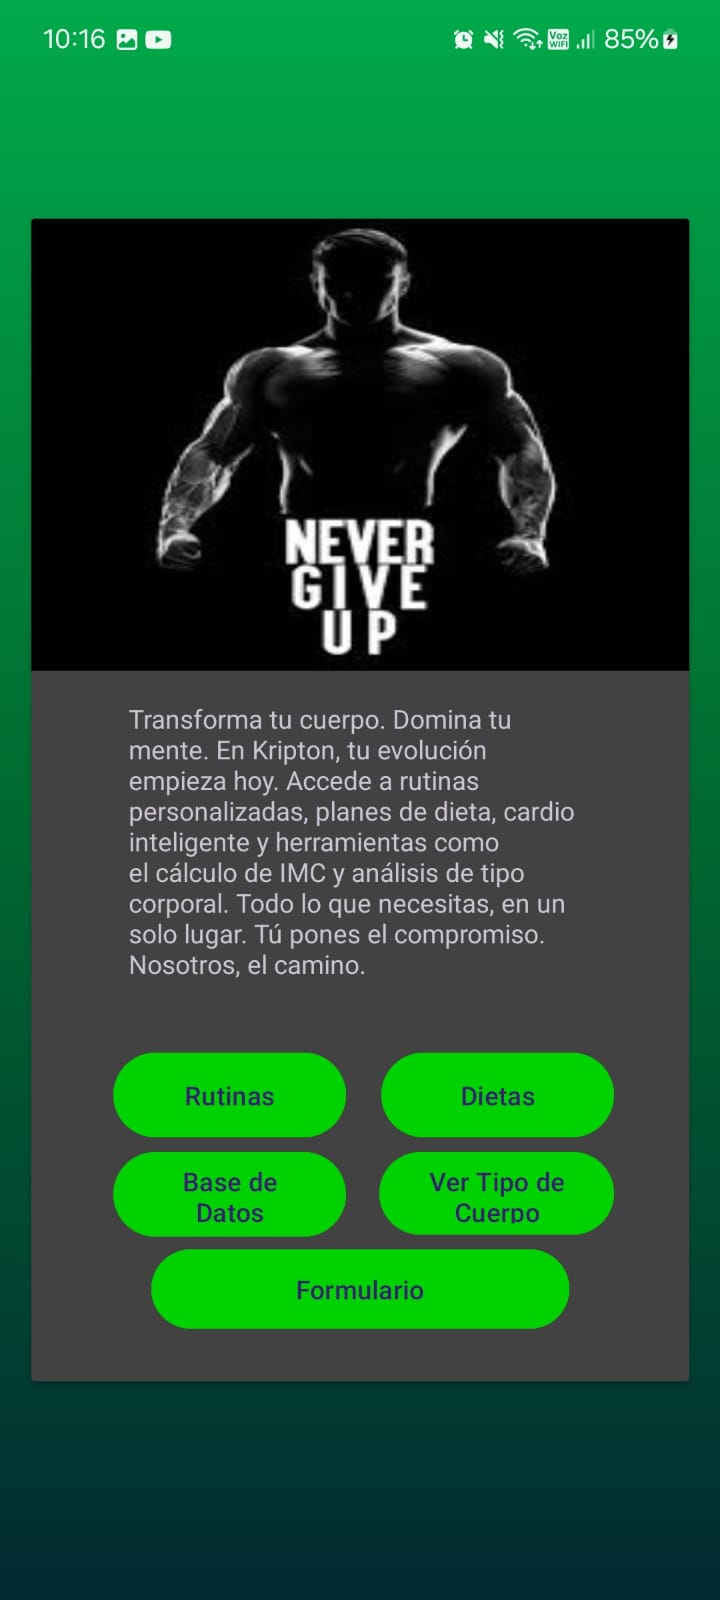 10:16
Voz
WiFi
85%
NEVER
GIVE
UP
Transforma tu cuerpo. Domina tu
mente. En Kripton, tu evolución
empieza hoy. Accede a rutinas
personalizadas, planes de dieta, cardio
inteligente y herramientas como
el cálculo de IMC y análisis de tipo
corporal. Todo lo que necesitas, en un
solo lugar. Tú pones el compromiso.
Nosotros, el camino.
Rutinas
Dietas
Base de
Datos
Ver Tipo de
Cuerpo
Formulario